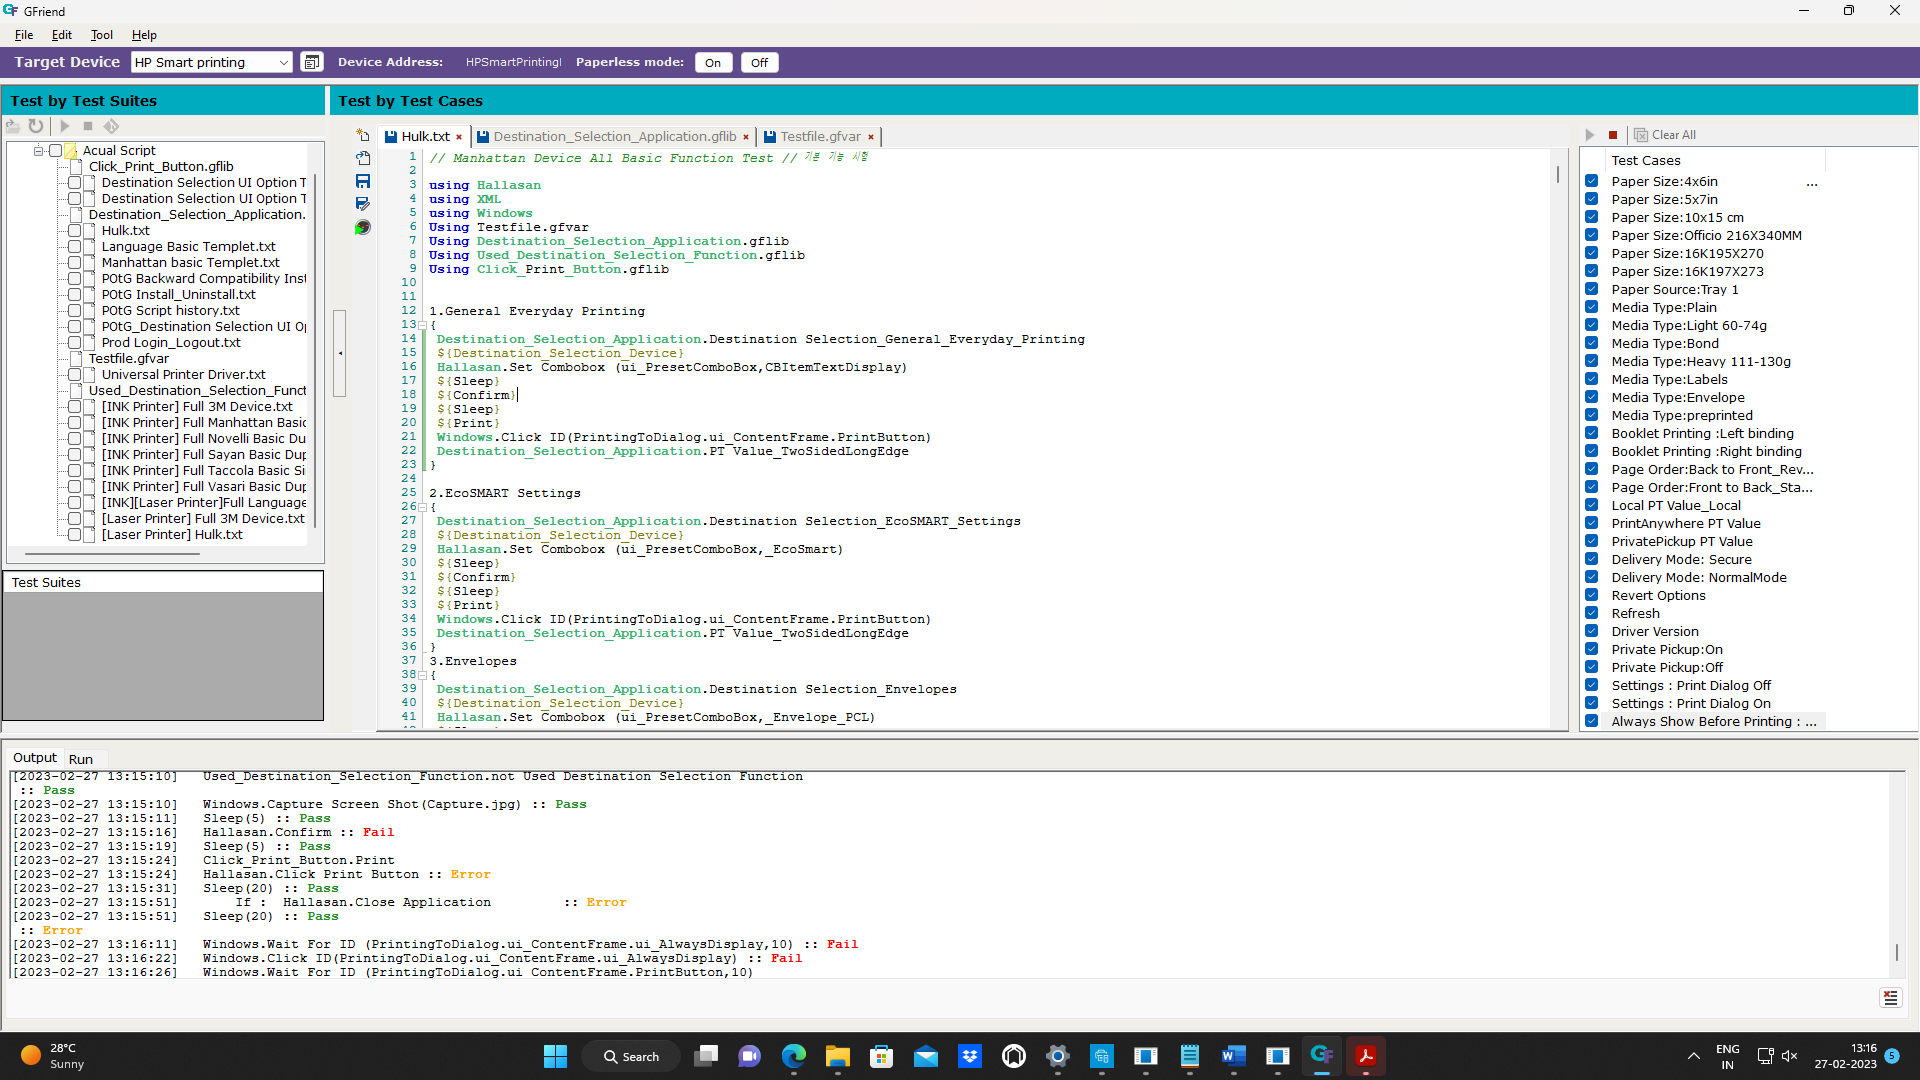 GFriend
File Edit Tool Help
Target Device HP Smart printing Device Address: HPSmartPrintingI Paperless mode: On Off
Test by Test Suites
Acual Script
Click_Print_Button.gflib
Destination Selection UI Option T
Destination Selection UI Option T
Destination_Selection_Application.
Hulk.txt
Language Basic Templet.txt
Manhattan basic Templet.txt
POtG Backward Compatibility Inst
POtG Install_Uninstall.txt
POtG Script history.txt
POtG_Destination Selection UI Op
Prod Login_Logout.txt
Testfile.gfvar
Universal Printer Driver.txt
Used_Destination_Selection_Funct
[INK Printer] Full 3M Device.txt
[INK Printer] Full Manhattan Basic
[INK Printer] Full Novelli Basic Du
[INK Printer] Full Sayan Basic Dup
[INK Printer] Full Taccola Basic Si
[INK Printer] Full Vasari Basic Dup
[INK][Laser Printer]Full Language
[Laser Printer] Full 3M Device.txt
[Laser Printer] Hulk.txt
Test Suites
Test by Test Cases
Hulk.txt × Destination_Selection_Application.gflib × Testfile.gfvar ×
1 // Manhattan Device All Basic Function Test // 기본 기능 시험
2
3 using Hallasan
4 using XML
5 using Windows
6 Using Testfile.gfvar
7 Using Destination_Selection_Application.gflib
8 Using Used_Destination_Selection_Function.gflib
9 Using Click_Print_Button.gflib
10
11
12 1.General Everyday Printing
13 {
14 Destination_Selection_Application.Destination Selection_General_Everyday_Printing
15 ${Destination_Selection_Device}
16 Hallasan.Set Combobox (ui_PresetComboBox,CBItemTextDisplay)
17 ${Sleep}
18 ${Confirm}
19 ${Sleep}
20 ${Print}
21 Windows.Click ID(PrintingToDialog.ui_ContentFrame.PrintButton)
22 Destination_Selection_Application.PT Value_TwoSidedLongEdge
23 }
24
25 2.EcoSMART Settings
26 {
27 Destination_Selection_Application.Destination Selection_EcoSMART_Settings
28 ${Destination_Selection_Device}
29 Hallasan.Set Combobox (ui_PresetComboBox,_EcoSmart)
30 ${Sleep}
31 ${Confirm}
32 ${Sleep}
33 ${Print}
34 Windows.Click ID(PrintingToDialog.ui_ContentFrame.PrintButton)
35 Destination_Selection_Application.PT Value_TwoSidedLongEdge
36 }
37 3.Envelopes
38 {
39 Destination_Selection_Application.Destination Selection_Envelopes
40 ${Destination_Selection_Device}
41 Hallasan.Set Combobox (ui_PresetComboBox,_Envelope_PCL)
Clear All
Test Cases
Paper Size:4x6in ...
Paper Size:5x7in
Paper Size:10x15 cm
Paper Size:Officio 216X340MM
Paper Size:16K195X270
Paper Size:16K197X273
Paper Source:Tray 1
Media Type:Plain
Media Type:Light 60-74g
Media Type:Bond
Media Type:Heavy 111-130g
Media Type:Labels
Media Type:Envelope
Media Type:preprinted
Booklet Printing :Left binding
Booklet Printing :Right binding
Page Order:Back to Front_Rev...
Page Order:Front to Back_Sta...
Local PT Value_Local
PrintAnywhere PT Value
PrivatePickup PT Value
Delivery Mode: Secure
Delivery Mode: NormalMode
Revert Options
Refresh
Driver Version
Private Pickup:On
Private Pickup:Off
Settings : Print Dialog Off
Settings : Print Dialog On
Always Show Before Printing : ...
Output Run
[2023-02-27 13:15:10] Used_Destination_Selection_Function.not Used Destination Selection Function
:: Pass
[2023-02-27 13:15:10] Windows.Capture Screen Shot(Capture.jpg) :: Pass
[2023-02-27 13:15:11] Sleep(5) :: Pass
[2023-02-27 13:15:16] Hallasan.Confirm :: Fail
[2023-02-27 13:15:19] Sleep(5) :: Pass
[2023-02-27 13:15:24] Click_Print_Button.Print
[2023-02-27 13:15:24] Hallasan.Click Print Button :: Error
[2023-02-27 13:15:31] Sleep(20) :: Pass
[2023-02-27 13:15:51] If : Hallasan.Close Application :: Error
[2023-02-27 13:15:51] Sleep(20) :: Pass
:: Error
[2023-02-27 13:16:11] Windows.Wait For ID (PrintingToDialog.ui_ContentFrame.ui_AlwaysDisplay,10) :: Fail
[2023-02-27 13:16:22] Windows.Click ID(PrintingToDialog.ui_ContentFrame.ui_AlwaysDisplay) :: Fail
[2023-02-27 13:16:26] Windows.Wait For ID (PrintingToDialog.ui_ContentFrame.PrintButton,10)
28°C
Sunny
Search
ENG
IN
13:16
27-02-2023
5